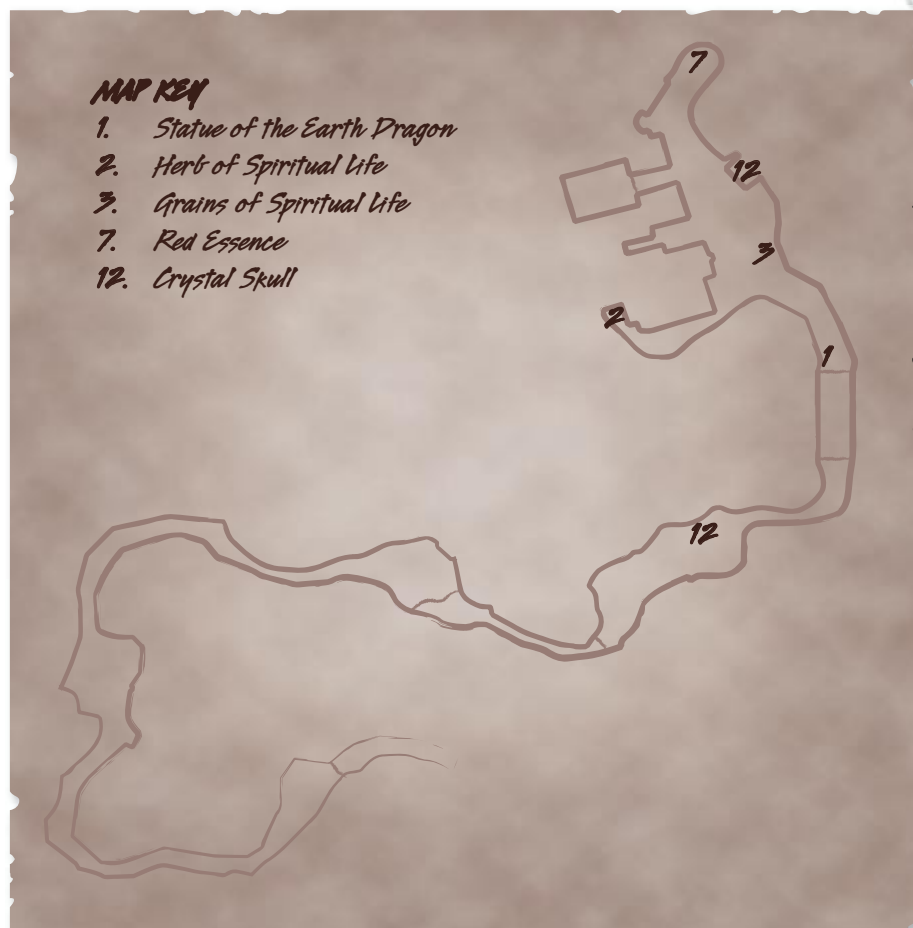 MAP KEY
1. Statue of the Earth Dragon
2. Herb of Spiritual Life
3. Grains of Spiritual Life
7. Red Essence
12. Crystal Skull
7
12
3
2
1
12